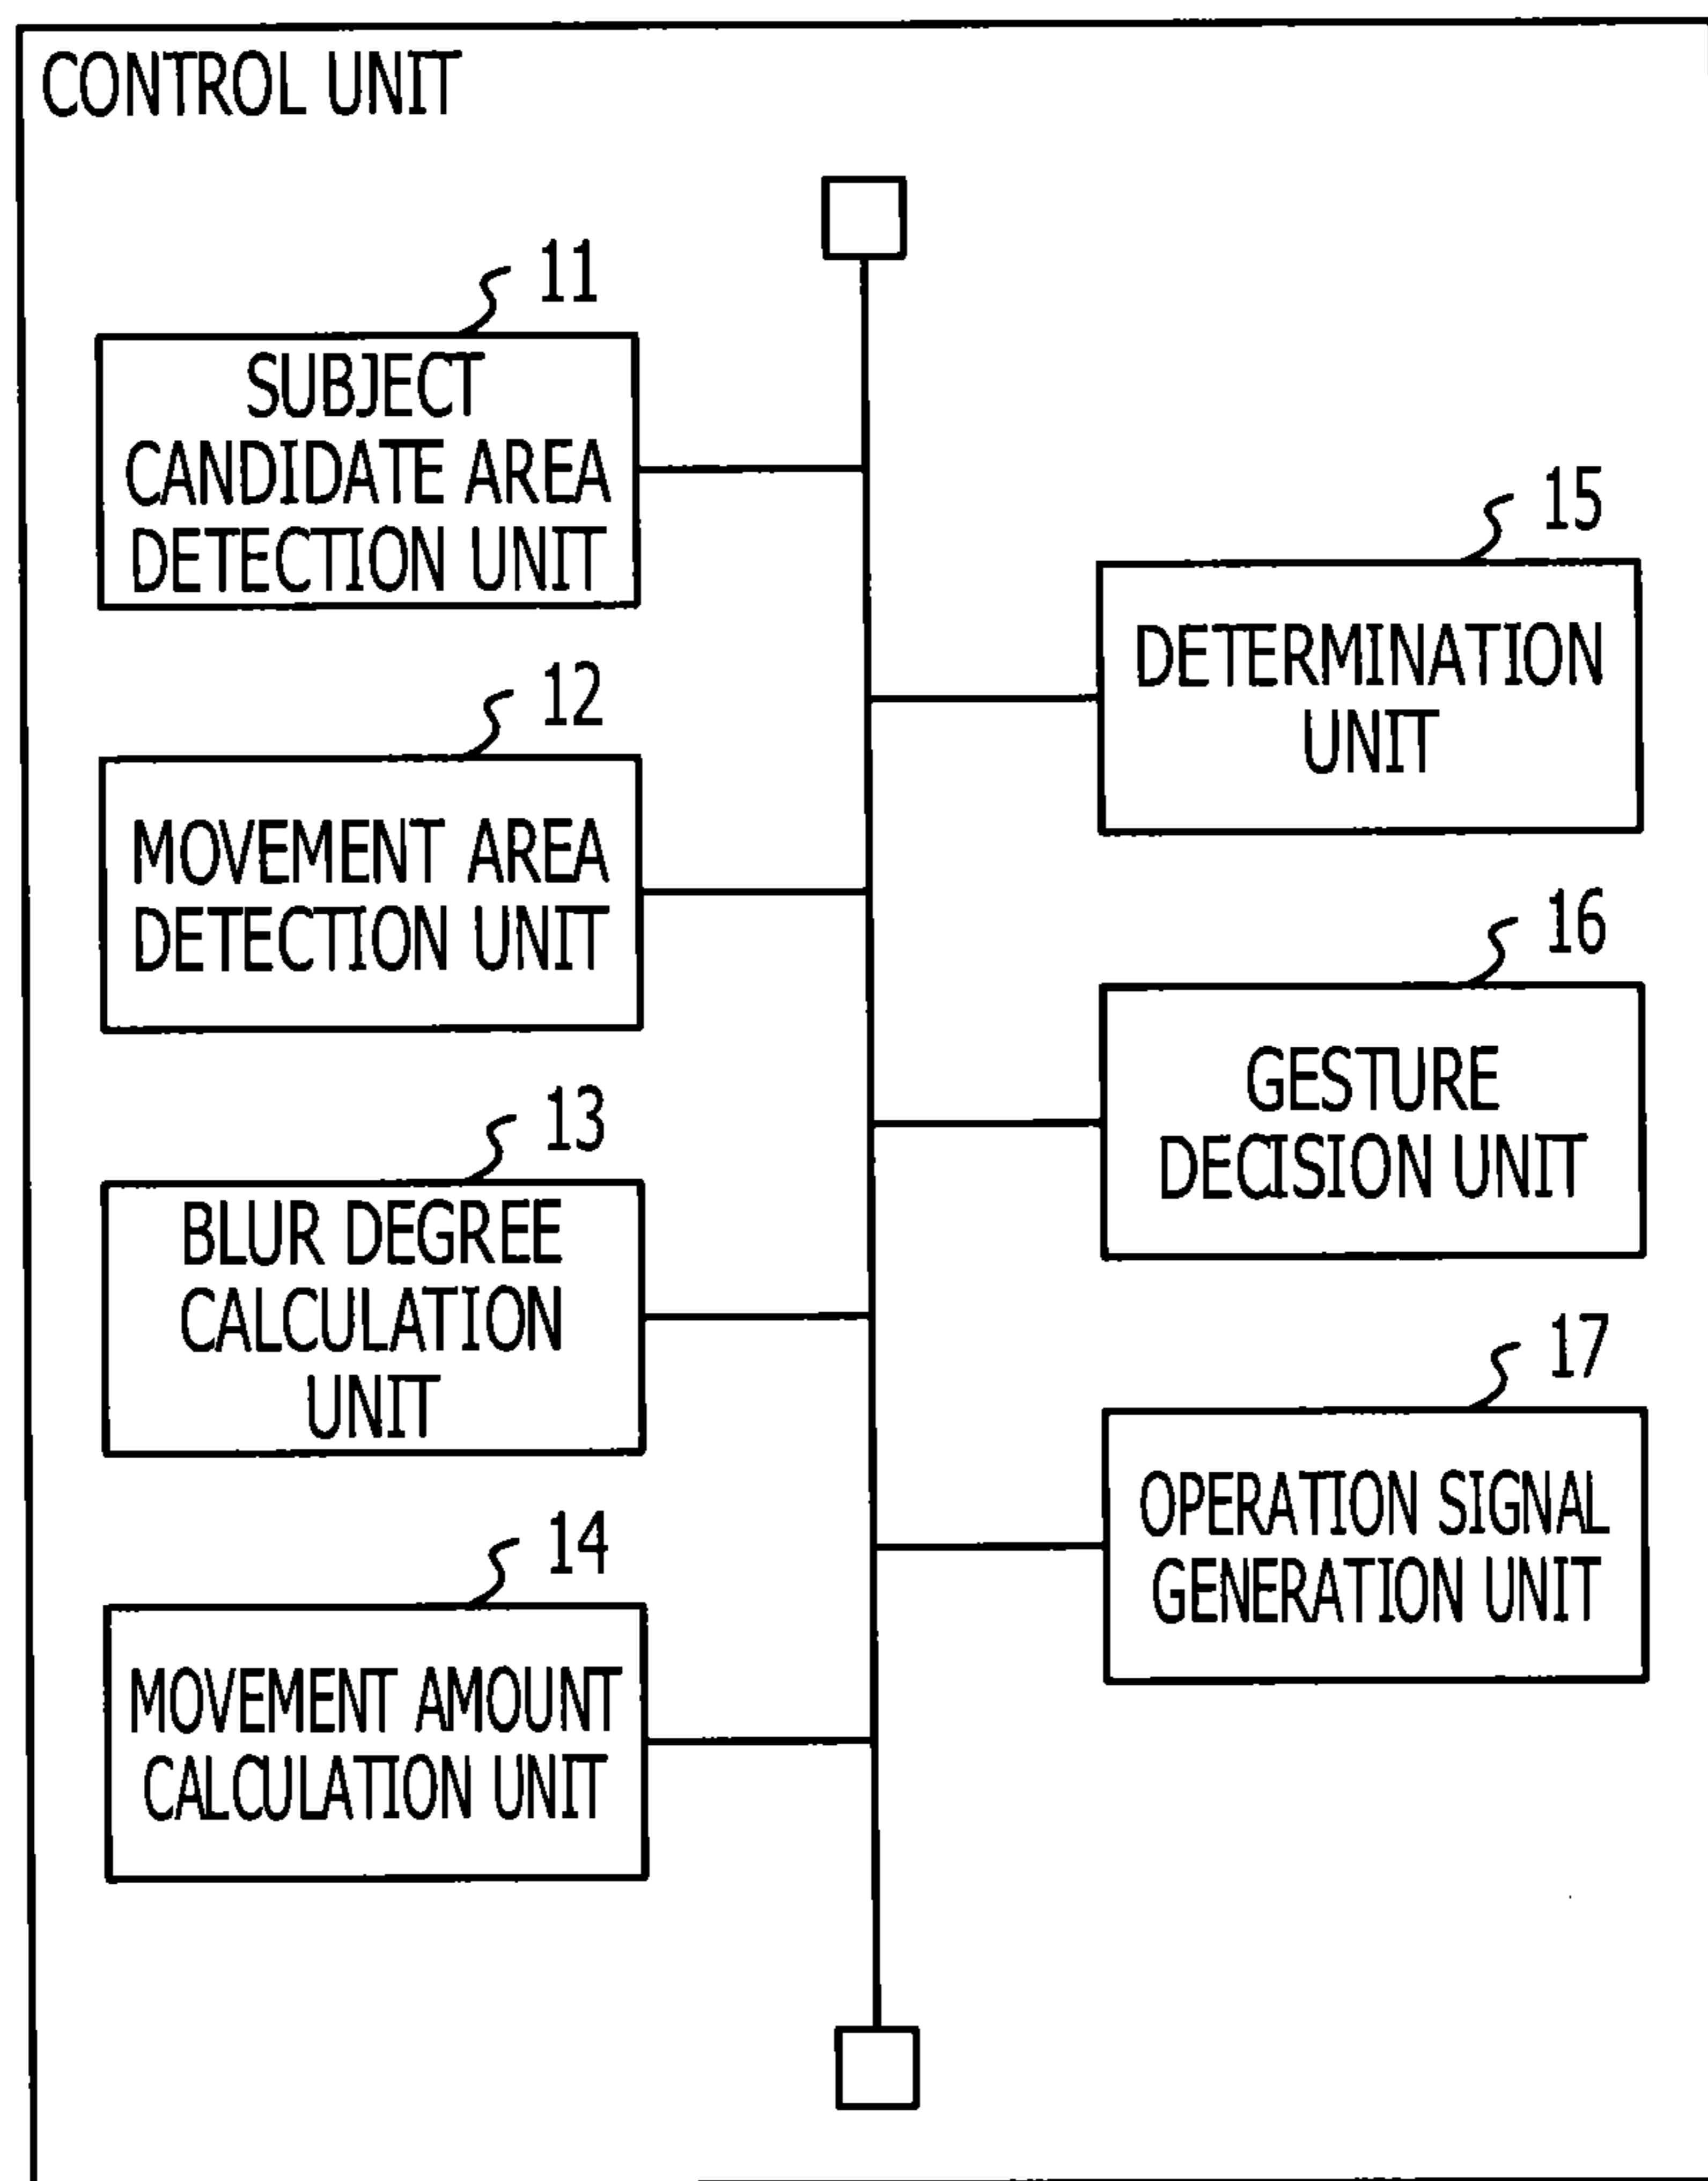 CONTROL UNIT
11
SUBJECT
CANDIDATE AREA
DETECTION UNIT
12
MOVEMENT AREA
DETECTION UNIT
13
BLUR DEGREE
CALCULATION
UNIT
14
MOVEMENT AMOUNT
CALCULATION UNIT
15
DETERMINATION
UNIT
16
GESTURE
DECISION UNIT
17
OPERATION SIGNAL
GENERATION UNIT